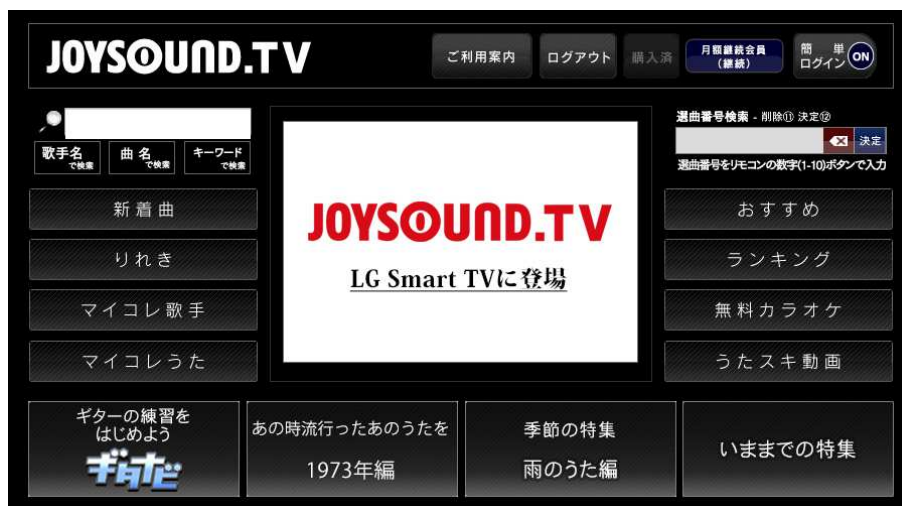 JOYSOUND.TV
ご利用案内
ログアウト
購入済
月額継続会員
(継続)
簡 単
ログイン
ON
歌手名
で検索
曲 名
で検索
キーワード
で検索
選曲番号検索 - 削除⑪ 決定⑫
決定
選曲番号をリモコンの数字(1-10)ボタンで入力
新着曲
りれき
マイコレ歌手
マイコレうた
JOYSOUND.TV
LG Smart TVに登場
おすすめ
ランキング
無料カラオケ
うたスキ動画
ギターの練習を
はじめよう
ギタナビ
あの時流行ったあのうたを
1973年編
季節の特集
雨のうた編
いままでの特集